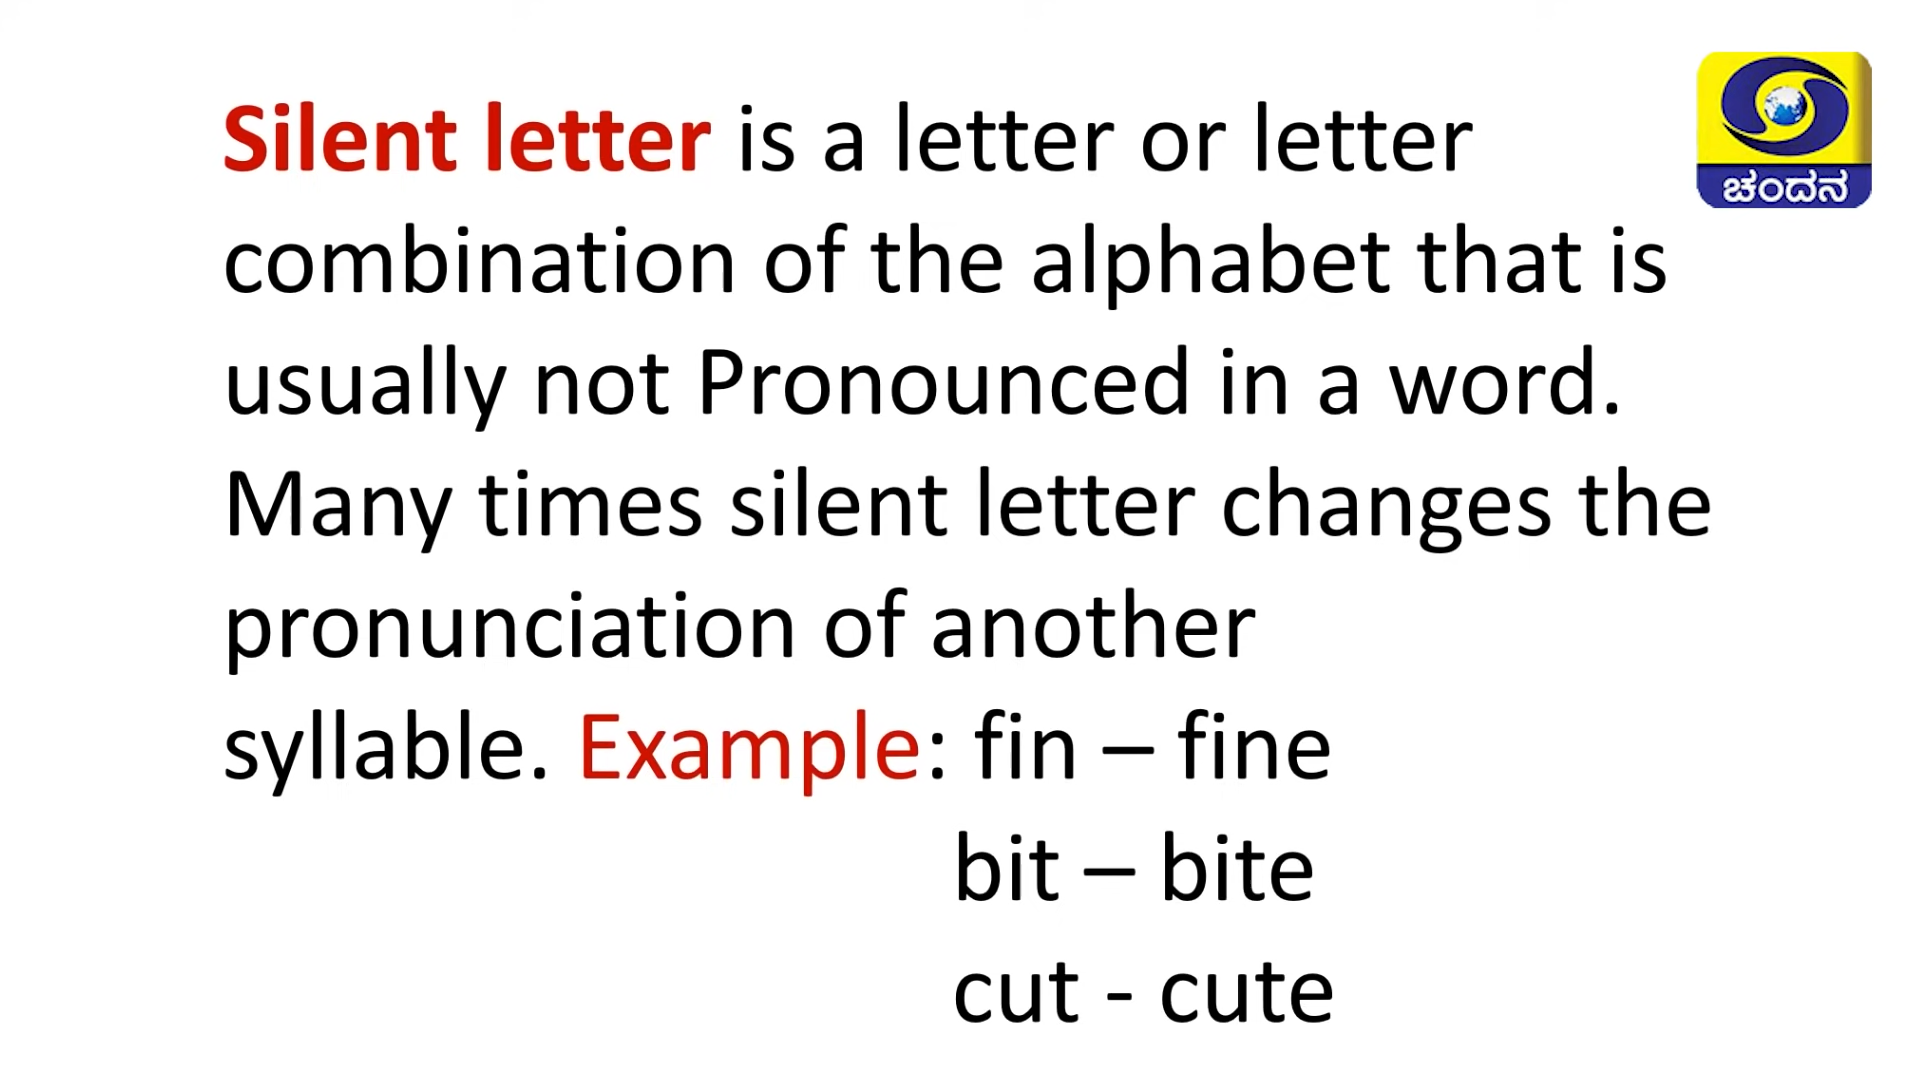 Silent letter is a letter or letter
combination of the alphabet that is
usually not Pronounced in a word.
Many times silent letter changes the
pronunciation of another
syllable. Example: fin – fine
bit – bite
cut - cute
ಚಂದನ